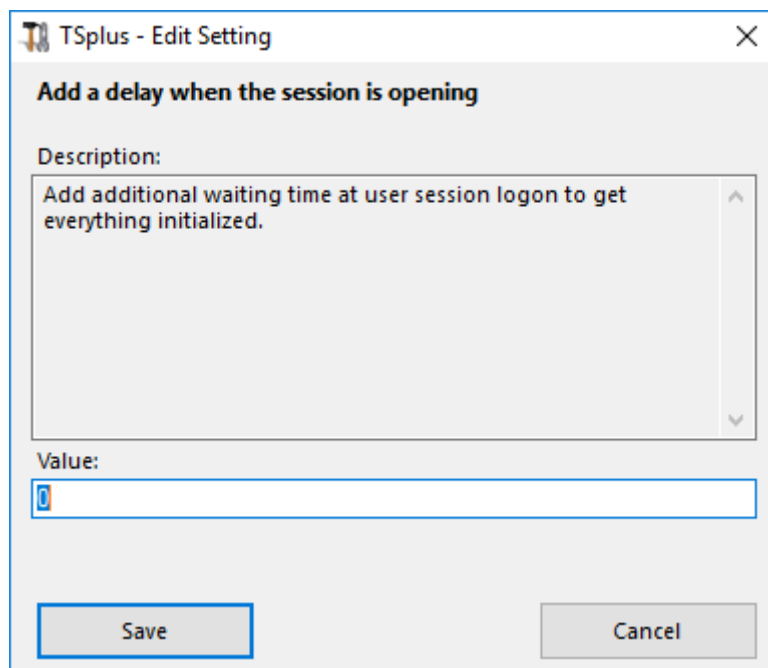 TSplus - Edit Setting
Add a delay when the session is opening
Description:
Add additional waiting time at user session logon to get
everything initialized.
Value:
0
Save
Cancel